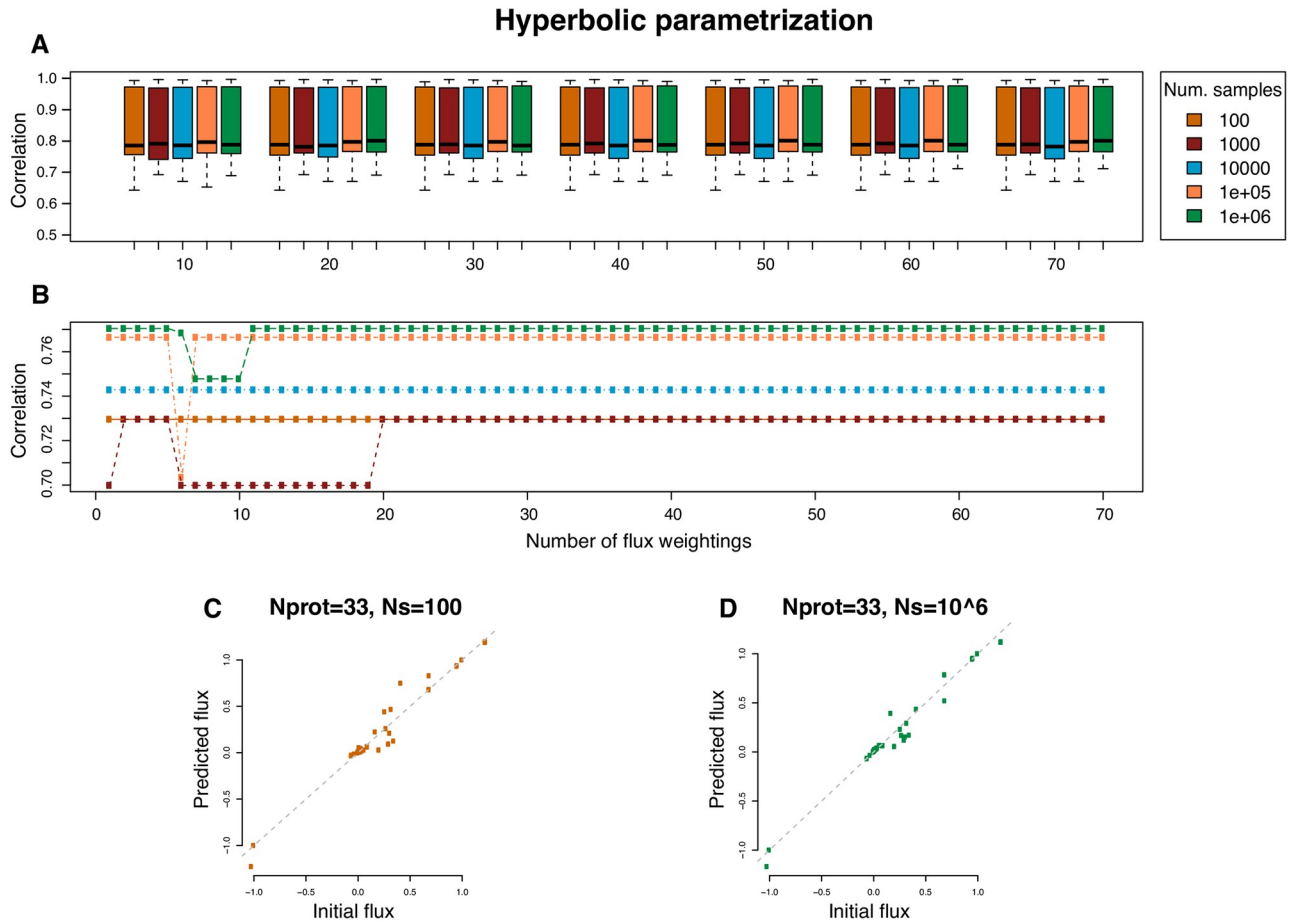 Hyperbolic parametrization
A
Correlation
1.0
0.9
0.8
0.7
0.6
0.5
10 20 30 40 50 60 70
Num. samples
100
1000
10000
1e+05
1e+06
B
Correlation
0.76
0.74
0.72
0.70
0 10 20 30 40 50 60 70
Number of flux weightings
C Nprot=33, Ns=100
Predicted flux
1.0
0.5
0.0
−0.5
−1.0
−1.0 −0.5 0.0 0.5 1.0
Initial flux
D Nprot=33, Ns=10^6
Predicted flux
1.0
0.5
0.0
−0.5
−1.0
−1.0 −0.5 0.0 0.5 1.0
Initial flux